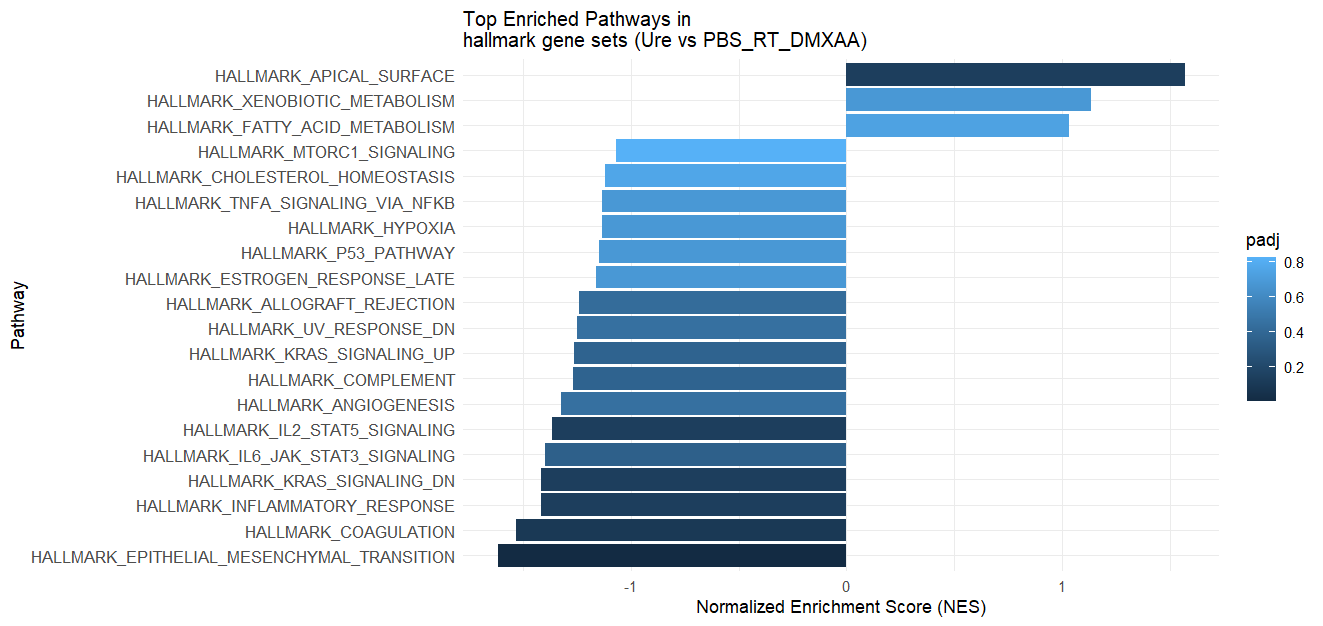 Top Enriched Pathways in
hallmark gene sets (Ure vs PBS_RT_DMXAA)
HALLMARK_APICAL_SURFACE
HALLMARK_XENOBIOTIC_METABOLISM
HALLMARK_FATTY_ACID_METABOLISM
HALLMARK_MTORC1_SIGNALING
HALLMARK_CHOLESTEROL_HOMEOSTASIS
HALLMARK_TNFA_SIGNALING_VIA_NFKB
HALLMARK_HYPOXIA
HALLMARK_P53_PATHWAY
HALLMARK_ESTROGEN_RESPONSE_LATE
HALLMARK_ALLOGRAFT_REJECTION
HALLMARK_UV_RESPONSE_DN
HALLMARK_KRAS_SIGNALING_UP
HALLMARK_COMPLEMENT
HALLMARK_ANGIOGENESIS
HALLMARK_IL2_STAT5_SIGNALING
HALLMARK_IL6_JAK_STAT3_SIGNALING
HALLMARK_KRAS_SIGNALING_DN
HALLMARK_INFLAMMATORY_RESPONSE
HALLMARK_COAGULATION
HALLMARK_EPITHELIAL_MESENCHYMAL_TRANSITION
Pathway
-1 0 1
Normalized Enrichment Score (NES)
padj
0.8
0.6
0.4
0.2